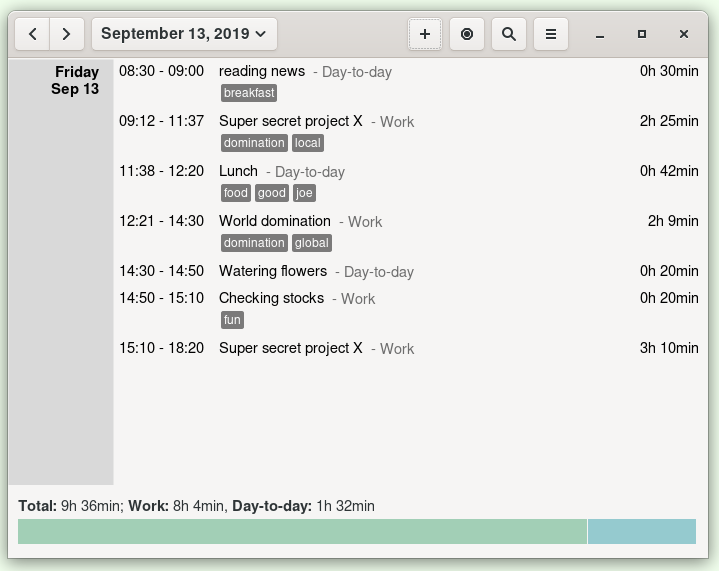 September 13, 2019
Friday
Sep 13
08:30 - 09:00 reading news - Day-to-day 0h 30min
breakfast
09:12 - 11:37 Super secret project X - Work 2h 25min
domination local
11:38 - 12:20 Lunch - Day-to-day 0h 42min
food good joe
12:21 - 14:30 World domination - Work 2h 9min
domination global
14:30 - 14:50 Watering flowers - Day-to-day 0h 20min
14:50 - 15:10 Checking stocks - Work 0h 20min
fun
15:10 - 18:20 Super secret project X - Work 3h 10min
Total: 9h 36min; Work: 8h 4min, Day-to-day: 1h 32min